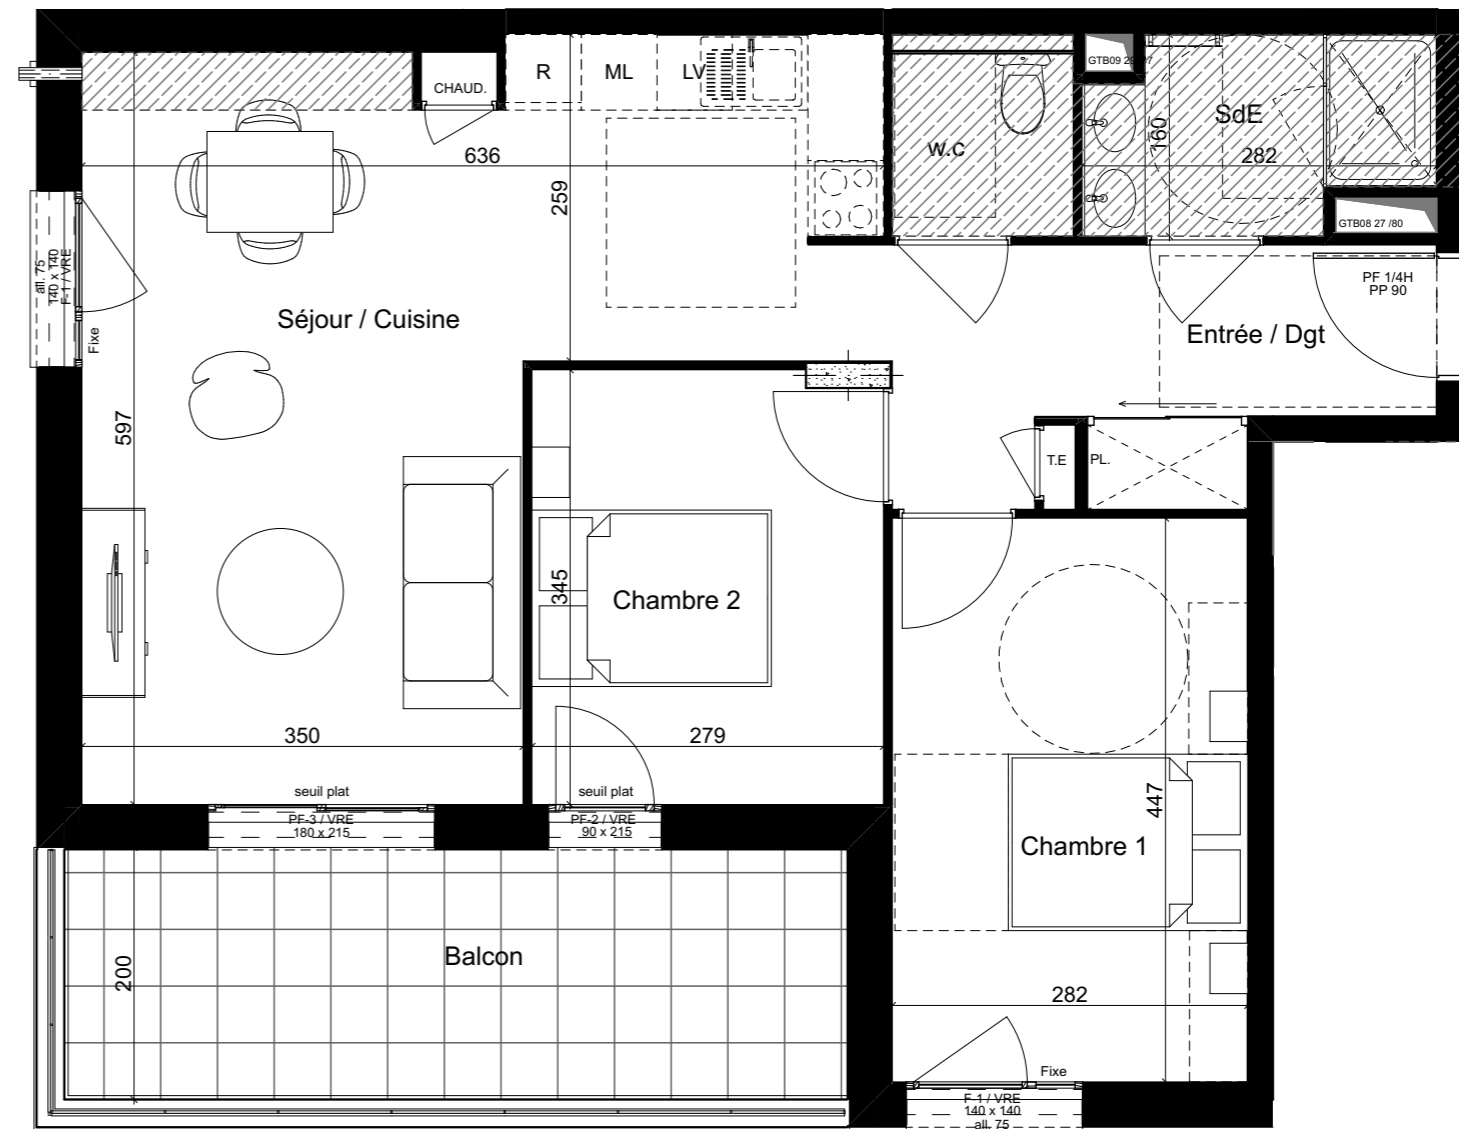 CHAUD.
R
ML
LV
GTB09
SdE
w.c
160
282
636
259
GTB08 27 /80
all. 75
140 x 140
F-1 / VRE
Fixe
PF 1/4H
PP 90
Séjour / Cuisine
Entrée / Dgt
597
T.E
PL.
345
Chambre 2
350
279
seuil plat
seuil plat
PF-3 / VRE
180 x 215
PF-2 / VRE
90 x 215
447
Chambre 1
Balcon
200
282
Fixe
F-1 / VRE
140 x 140
all. 75